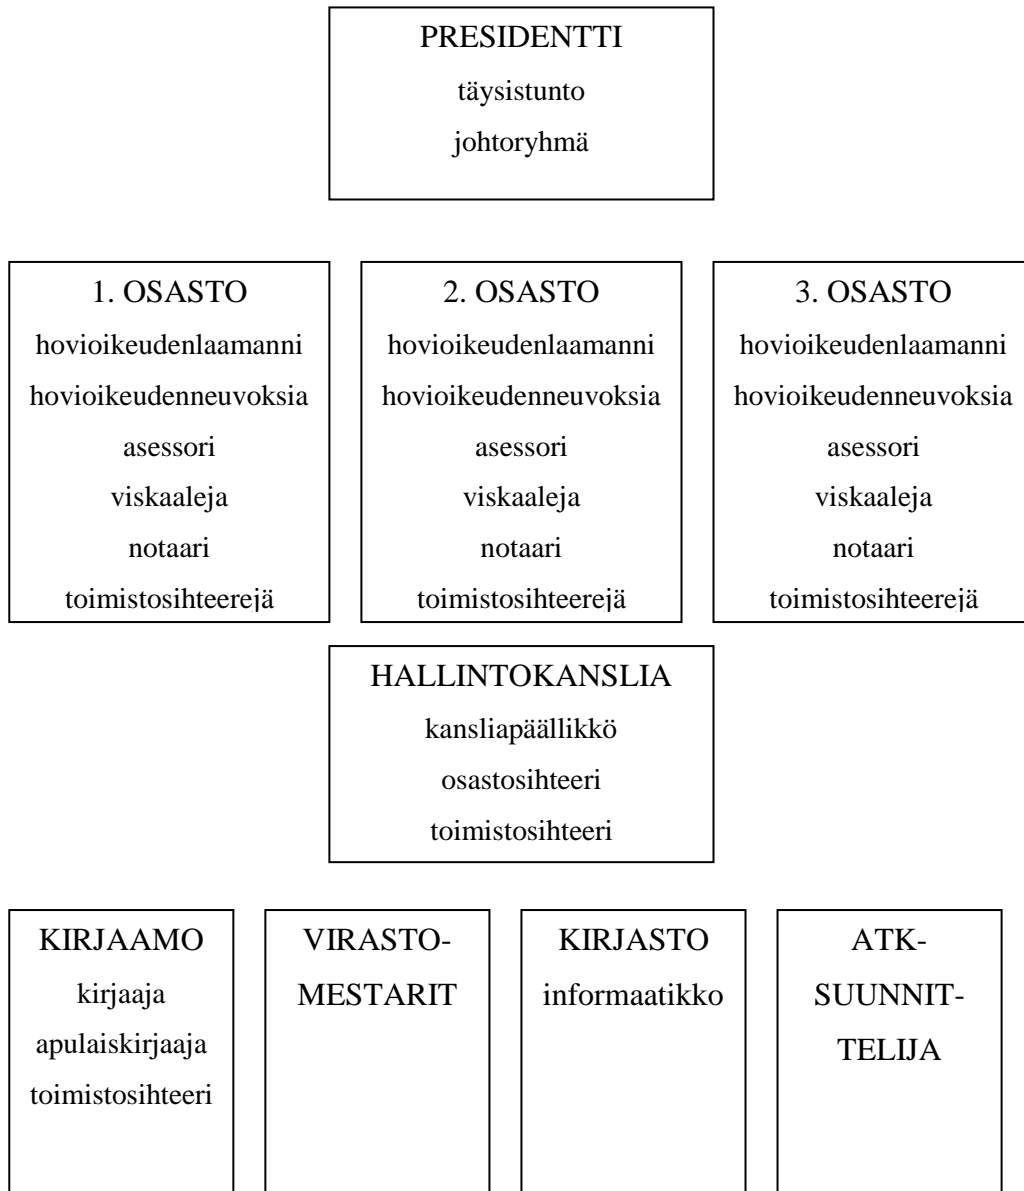 PRESIDENTTI
täysistunto
johtoryhmä
1. OSASTO
hovioikeudenlaamanni
hovioikeudenneuvoksia
asessori
viskaaleja
notaari
toimistosihteerejä
2. OSASTO
hovioikeudenlaamanni
hovioikeudenneuvoksia
asessori
viskaaleja
notaari
toimistosihteerejä
3. OSASTO
hovioikeudenlaamanni
hovioikeudenneuvoksia
asessori
viskaaleja
notaari
toimistosihteerejä
HALLINTOKANSLIA
kansliapäällikkö
osastosihteeri
toimistosihteeri
KIRJAAMO
kirjaaja
apulaiskirjaaja
toimistosihteeri
VIRASTO-
MESTARIT
KIRJASTO
informaatikko
ATK-
SUUNNIT-
TELIJA